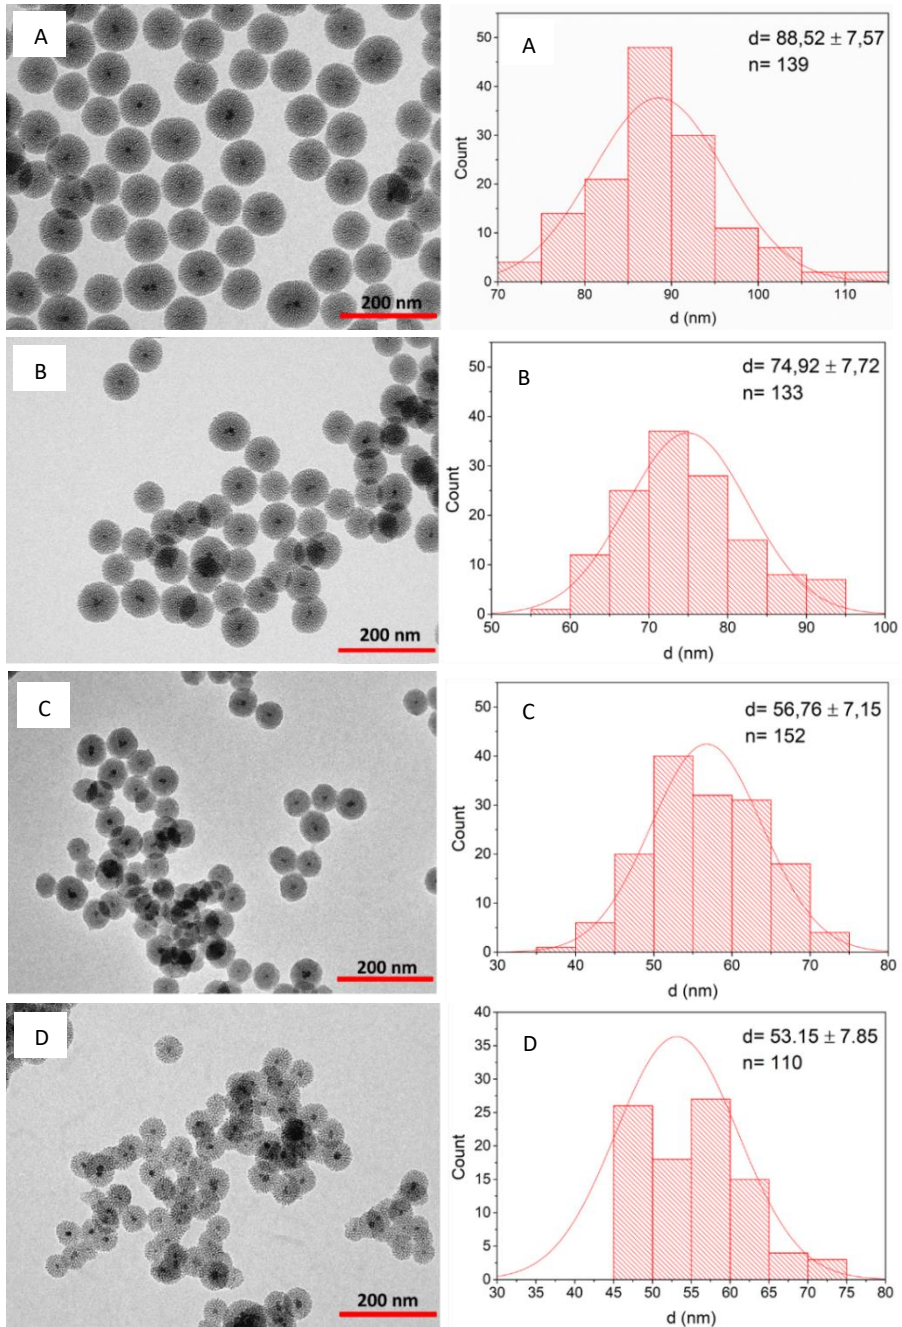 A
200 nm
A
d= 88,52 ± 7,57
n= 139
Count
50
40
30
20
10
0
70 80 90 100 110
d (nm)
B
200 nm
B
d= 74,92 ± 7,72
n= 133
Count
50
40
30
20
10
0
50 60 70 80 90 100
d (nm)
C
200 nm
C
d= 56,76 ± 7,15
n= 152
Count
50
40
30
20
10
0
30 40 50 60 70 80
d (nm)
D
200 nm
D
d= 53.15 ± 7.85
n= 110
Count
40
35
30
25
20
15
10
5
0
30 35 40 45 50 55 60 65 70 75 80
d (nm)